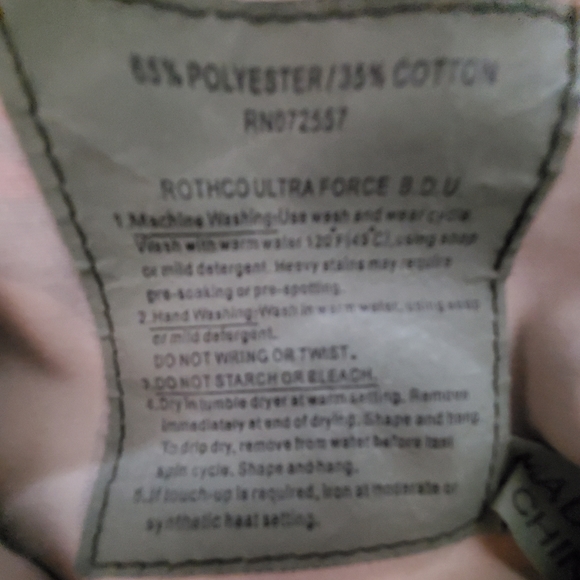 65% POLYESTER/35% COTTON
RN072557
ROTHCO ULTRA FORCE B.D.U
1.Machine Washing:Use wash and wear cycle.
Wash with warm water 120°F(49°C),using soap
or mild detergent. Heavy stains may require
pre-soaking or pre-spotting.
2.Hand Washing:Wash in warm water, using soap
or mild detergent.
DO NOT WRING OR TWIST.
3.DO NOT STARCH OR BLEACH.
4.Dry in tumble dryer at warm setting. Remove
immediately at end of drying. Shape and hang.
To drip dry, remove from water before last
spin cycle. Shape and hang.
5.If touch-up is required, iron at moderate or
synthetic heat setting.
MADE
CHI